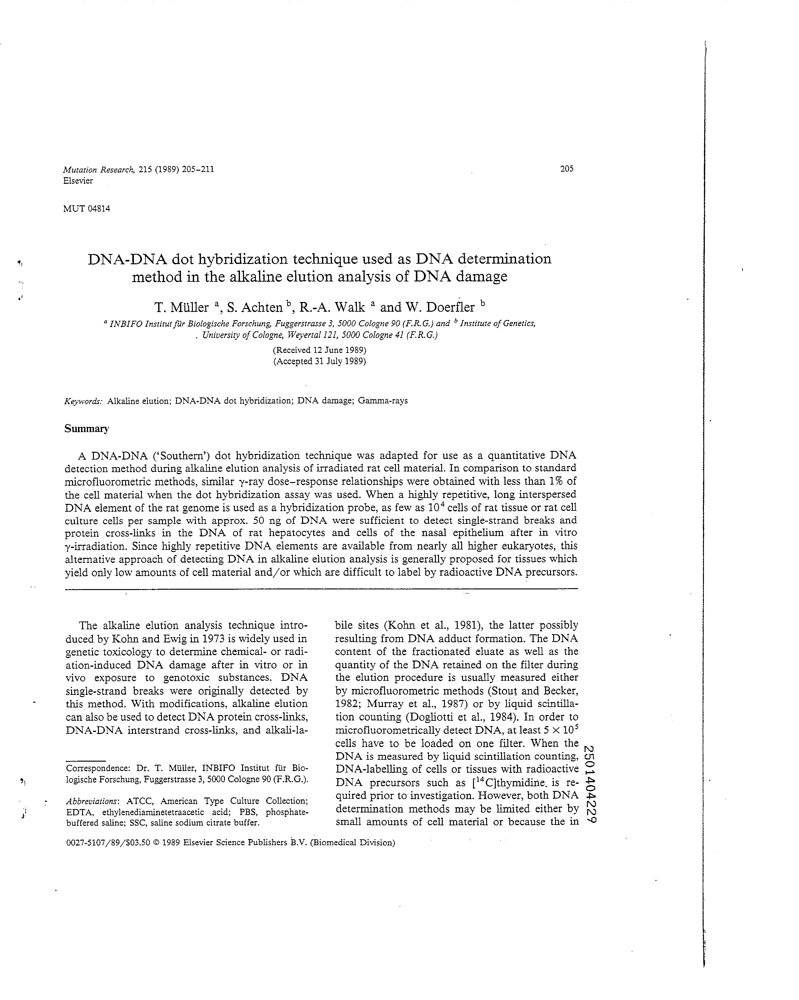 Mutation Research, 215 (1989) 205–211
205
Elsevier
MUT 04814
DNA-DNA dot hybridization technique used as DNA determination
method in the alkaline elution analysis of DNA damage
T. Müller a, S. Achten b, R.-A. Walk a and W. Doerfler b
a INBIFO Institut für Biologische Forschung, Fuggerstrasse 3, 5000 Cologne 90 (F.R.G.) and b Institute of Genetics,
University of Cologne, Weyertal 121, 5000 Cologne 41 (F.R.G.)
(Received 12 June 1989)
(Accepted 31 July 1989)
Keywords: Alkaline elution; DNA-DNA dot hybridization; DNA damage; Gamma-rays
Summary
A DNA-DNA (‘Southern’) dot hybridization technique was adapted for use as a quantitative DNA
detection method during alkaline elution analysis of irradiated rat cell material. In comparison to standard
microfluorometric methods, similar γ-ray dose–response relationships were obtained with less than 1% of
the cell material when the dot hybridization assay was used. When a highly repetitive, long interspersed
DNA element of the rat genome is used as a hybridization probe, as few as 10⁴ cells of rat tissue or rat cell
culture cells per sample with approx. 50 ng of DNA were sufficient to detect single-strand breaks and
protein cross-links in the DNA of rat hepatocytes and cells of the nasal epithelium after in vitro
γ-irradiation. Since highly repetitive DNA elements are available from nearly all higher eukaryotes, this
alternative approach of detecting DNA in alkaline elution analysis is generally proposed for tissues which
yield only low amounts of cell material and/or which are difficult to label by radioactive DNA precursors.
The alkaline elution analysis technique intro-
duced by Kohn and Ewig in 1973 is widely used in
genetic toxicology to determine chemical- or radi-
ation-induced DNA damage after in vitro or in
vivo exposure to genotoxic substances. DNA
single-strand breaks were originally detected by
this method. With modifications, alkaline elution
can also be used to detect DNA protein cross-links,
DNA-DNA interstrand cross-links, and alkali-la-
Correspondence: Dr. T. Müller, INBIFO Institut für Bio-
logische Forschung, Fuggerstrasse 3, 5000 Cologne 90 (F.R.G.).
Abbreviations: ATCC, American Type Culture Collection;
EDTA, ethylenediaminetetraacetic acid; PBS, phosphate-
buffered saline; SSC, saline sodium citrate buffer.
bile sites (Kohn et al., 1981), the latter possibly
resulting from DNA adduct formation. The DNA
content of the fractionated eluate as well as the
quantity of the DNA retained on the filter during
the elution procedure is usually measured either
by microfluorometric methods (Stout and Becker,
1982; Murray et al., 1987) or by liquid scintilla-
tion counting (Dogliotti et al., 1984). In order to
microfluorometrically detect DNA, at least 5 × 10⁵
cells have to be loaded on one filter. When the
DNA is measured by liquid scintillation counting,
DNA-labelling of cells or tissues with radioactive
DNA precursors such as [¹⁴C]thymidine is re-
quired prior to investigation. However, both DNA
determination methods may be limited either by
small amounts of cell material or because the in
0027-5107/89/$03.50 © 1989 Elsevier Science Publishers B.V. (Biomedical Division)
2501404229